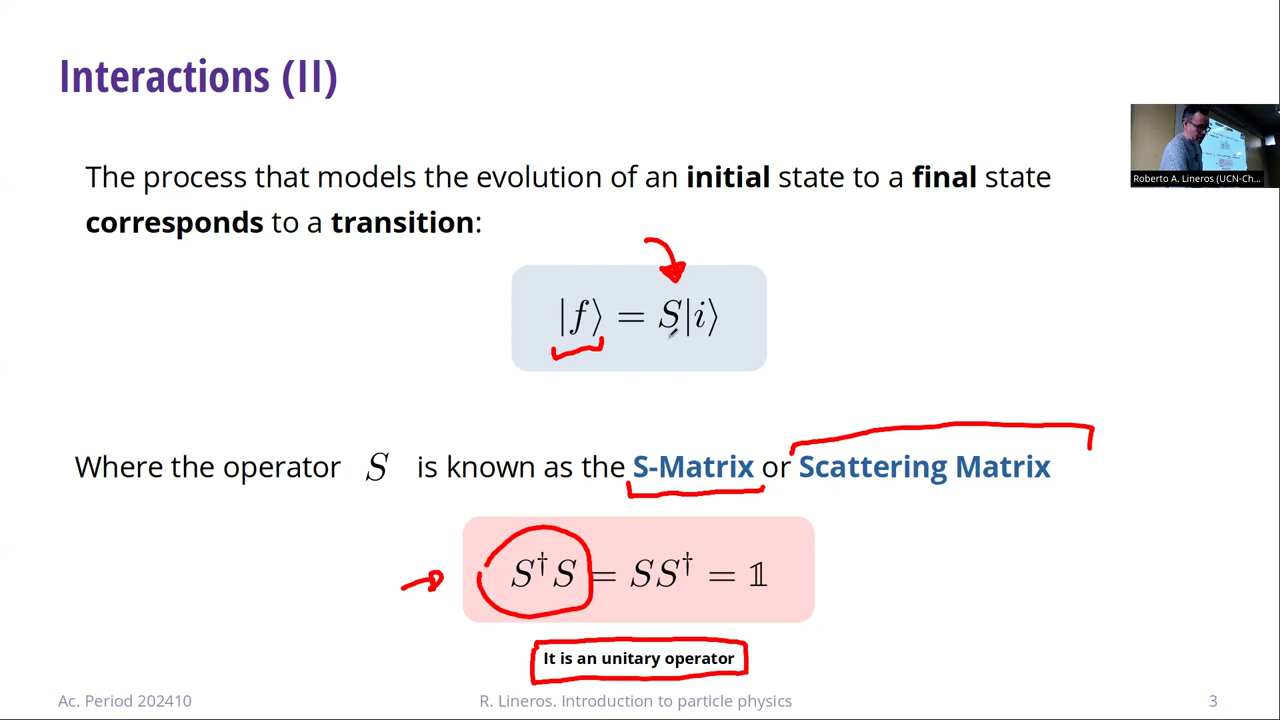 Interactions (II)
The process that models the evolution of an initial state to a final state
corresponds to a transition:
|f⟩ = S|i⟩
Where the operator S is known as the S-Matrix or Scattering Matrix
S†S = SS† = 𝟙
It is an unitary operator
Roberto A. Lineros (UCN-Ch...
Ac. Period 202410 R. Lineros. Introduction to particle physics 3